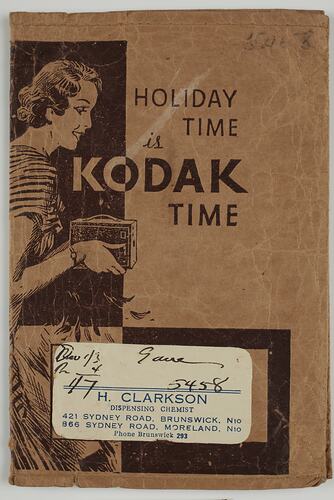 HOLIDAY
TIME
is
KODAK
TIME
5458
H. CLARKSON
DISPENSING CHEMIST
421 SYDNEY ROAD, BRUNSWICK, N10
866 SYDNEY ROAD, MORELAND, N10
Phone Brunswick 293